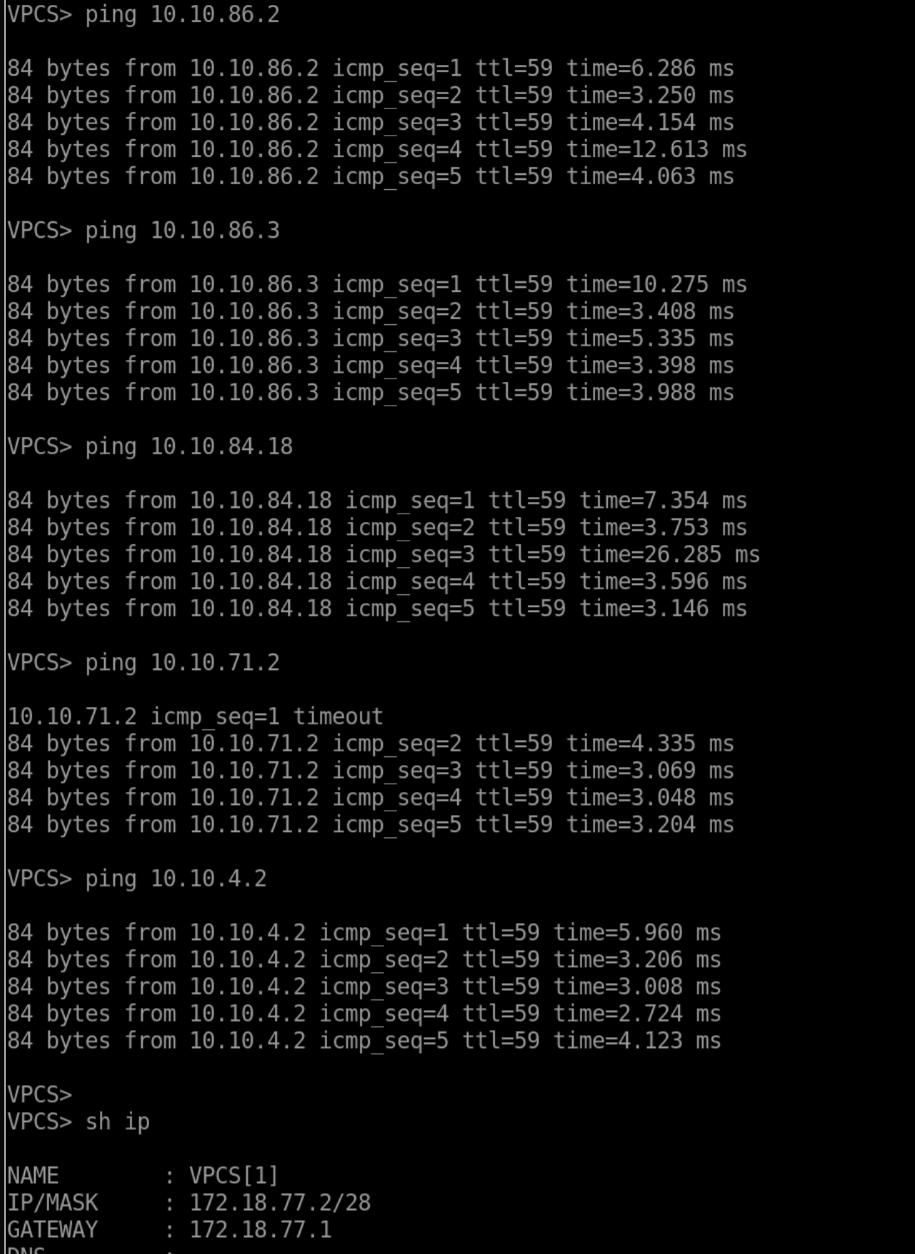 VPCS> ping 10.10.86.2
84 bytes from 10.10.86.2 icmp_seq=1 ttl=59 time=6.286 ms
84 bytes from 10.10.86.2 icmp_seq=2 ttl=59 time=3.250 ms
84 bytes from 10.10.86.2 icmp_seq=3 ttl=59 time=4.154 ms
84 bytes from 10.10.86.2 icmp_seq=4 ttl=59 time=12.613 ms
84 bytes from 10.10.86.2 icmp_seq=5 ttl=59 time=4.063 ms
VPCS> ping 10.10.86.3
84 bytes from 10.10.86.3 icmp_seq=1 ttl=59 time=10.275 ms
84 bytes from 10.10.86.3 icmp_seq=2 ttl=59 time=3.408 ms
84 bytes from 10.10.86.3 icmp_seq=3 ttl=59 time=5.335 ms
84 bytes from 10.10.86.3 icmp_seq=4 ttl=59 time=3.398 ms
84 bytes from 10.10.86.3 icmp_seq=5 ttl=59 time=3.988 ms
VPCS> ping 10.10.84.18
84 bytes from 10.10.84.18 icmp_seq=1 ttl=59 time=7.354 ms
84 bytes from 10.10.84.18 icmp_seq=2 ttl=59 time=3.753 ms
84 bytes from 10.10.84.18 icmp_seq=3 ttl=59 time=26.285 ms
84 bytes from 10.10.84.18 icmp_seq=4 ttl=59 time=3.596 ms
84 bytes from 10.10.84.18 icmp_seq=5 ttl=59 time=3.146 ms
VPCS> ping 10.10.71.2
10.10.71.2 icmp_seq=1 timeout
84 bytes from 10.10.71.2 icmp_seq=2 ttl=59 time=4.335 ms
84 bytes from 10.10.71.2 icmp_seq=3 ttl=59 time=3.069 ms
84 bytes from 10.10.71.2 icmp_seq=4 ttl=59 time=3.048 ms
84 bytes from 10.10.71.2 icmp_seq=5 ttl=59 time=3.204 ms
VPCS> ping 10.10.4.2
84 bytes from 10.10.4.2 icmp_seq=1 ttl=59 time=5.960 ms
84 bytes from 10.10.4.2 icmp_seq=2 ttl=59 time=3.206 ms
84 bytes from 10.10.4.2 icmp_seq=3 ttl=59 time=3.008 ms
84 bytes from 10.10.4.2 icmp_seq=4 ttl=59 time=2.724 ms
84 bytes from 10.10.4.2 icmp_seq=5 ttl=59 time=4.123 ms
VPCS>
VPCS> sh ip
NAME : VPCS[1]
IP/MASK : 172.18.77.2/28
GATEWAY : 172.18.77.1